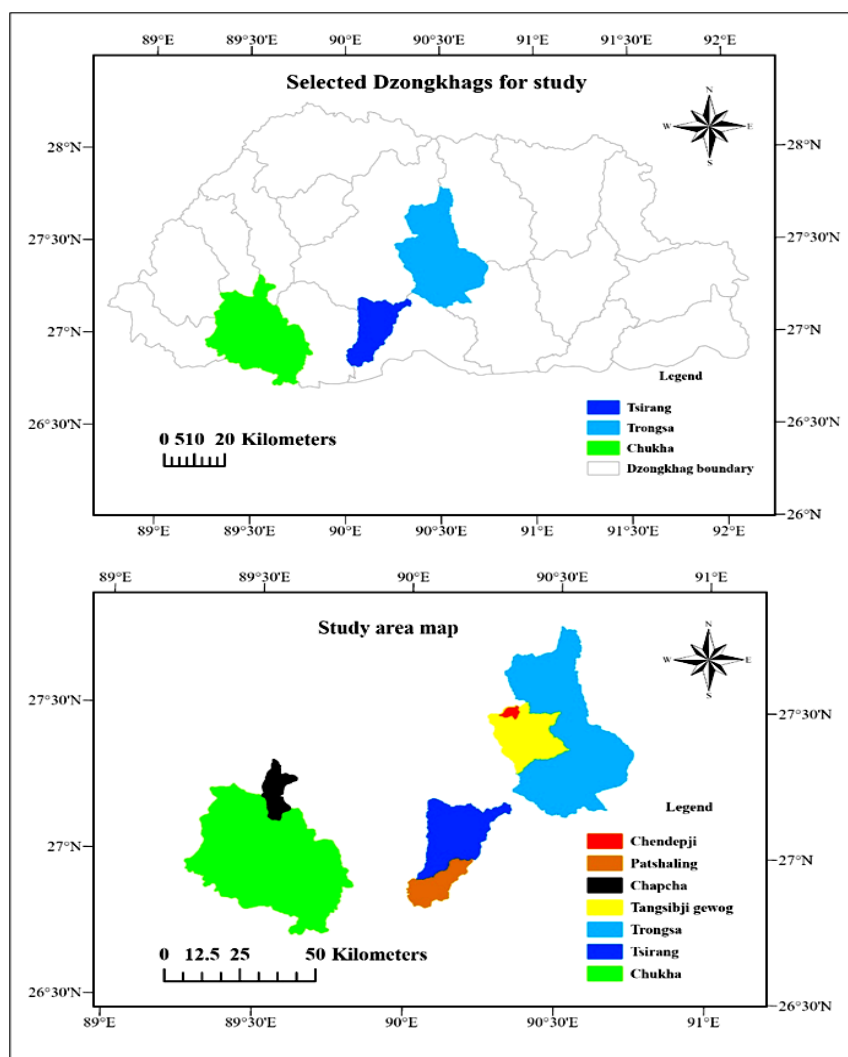 89°E 89°30'E 90°E 90°30'E 91°E 91°30'E 92°E
Selected Dzongkhags for study
N
W E
S
28°N 28°N
27°30'N 27°30'N
27°N 27°N
Legend
26°30'N 26°30'N
Tsirang
Trongsa
Chukha
Dzongkhag boundary
0 510 20 Kilometers
26°N
89°E 89°30'E 90°E 90°30'E 91°E 91°30'E 92°E
89°E 89°30'E 90°E 90°30'E 91°E
Study area map
N
W E
S
27°30'N 27°30'N
Legend
27°N 27°N
Chendepji
Patshaling
Chapcha
Tangsibji gewog
Trongsa
Tsirang
Chukha
0 12.5 25 50 Kilometers
26°30'N 26°30'N
89°E 89°30'E 90°E 90°30'E 91°E